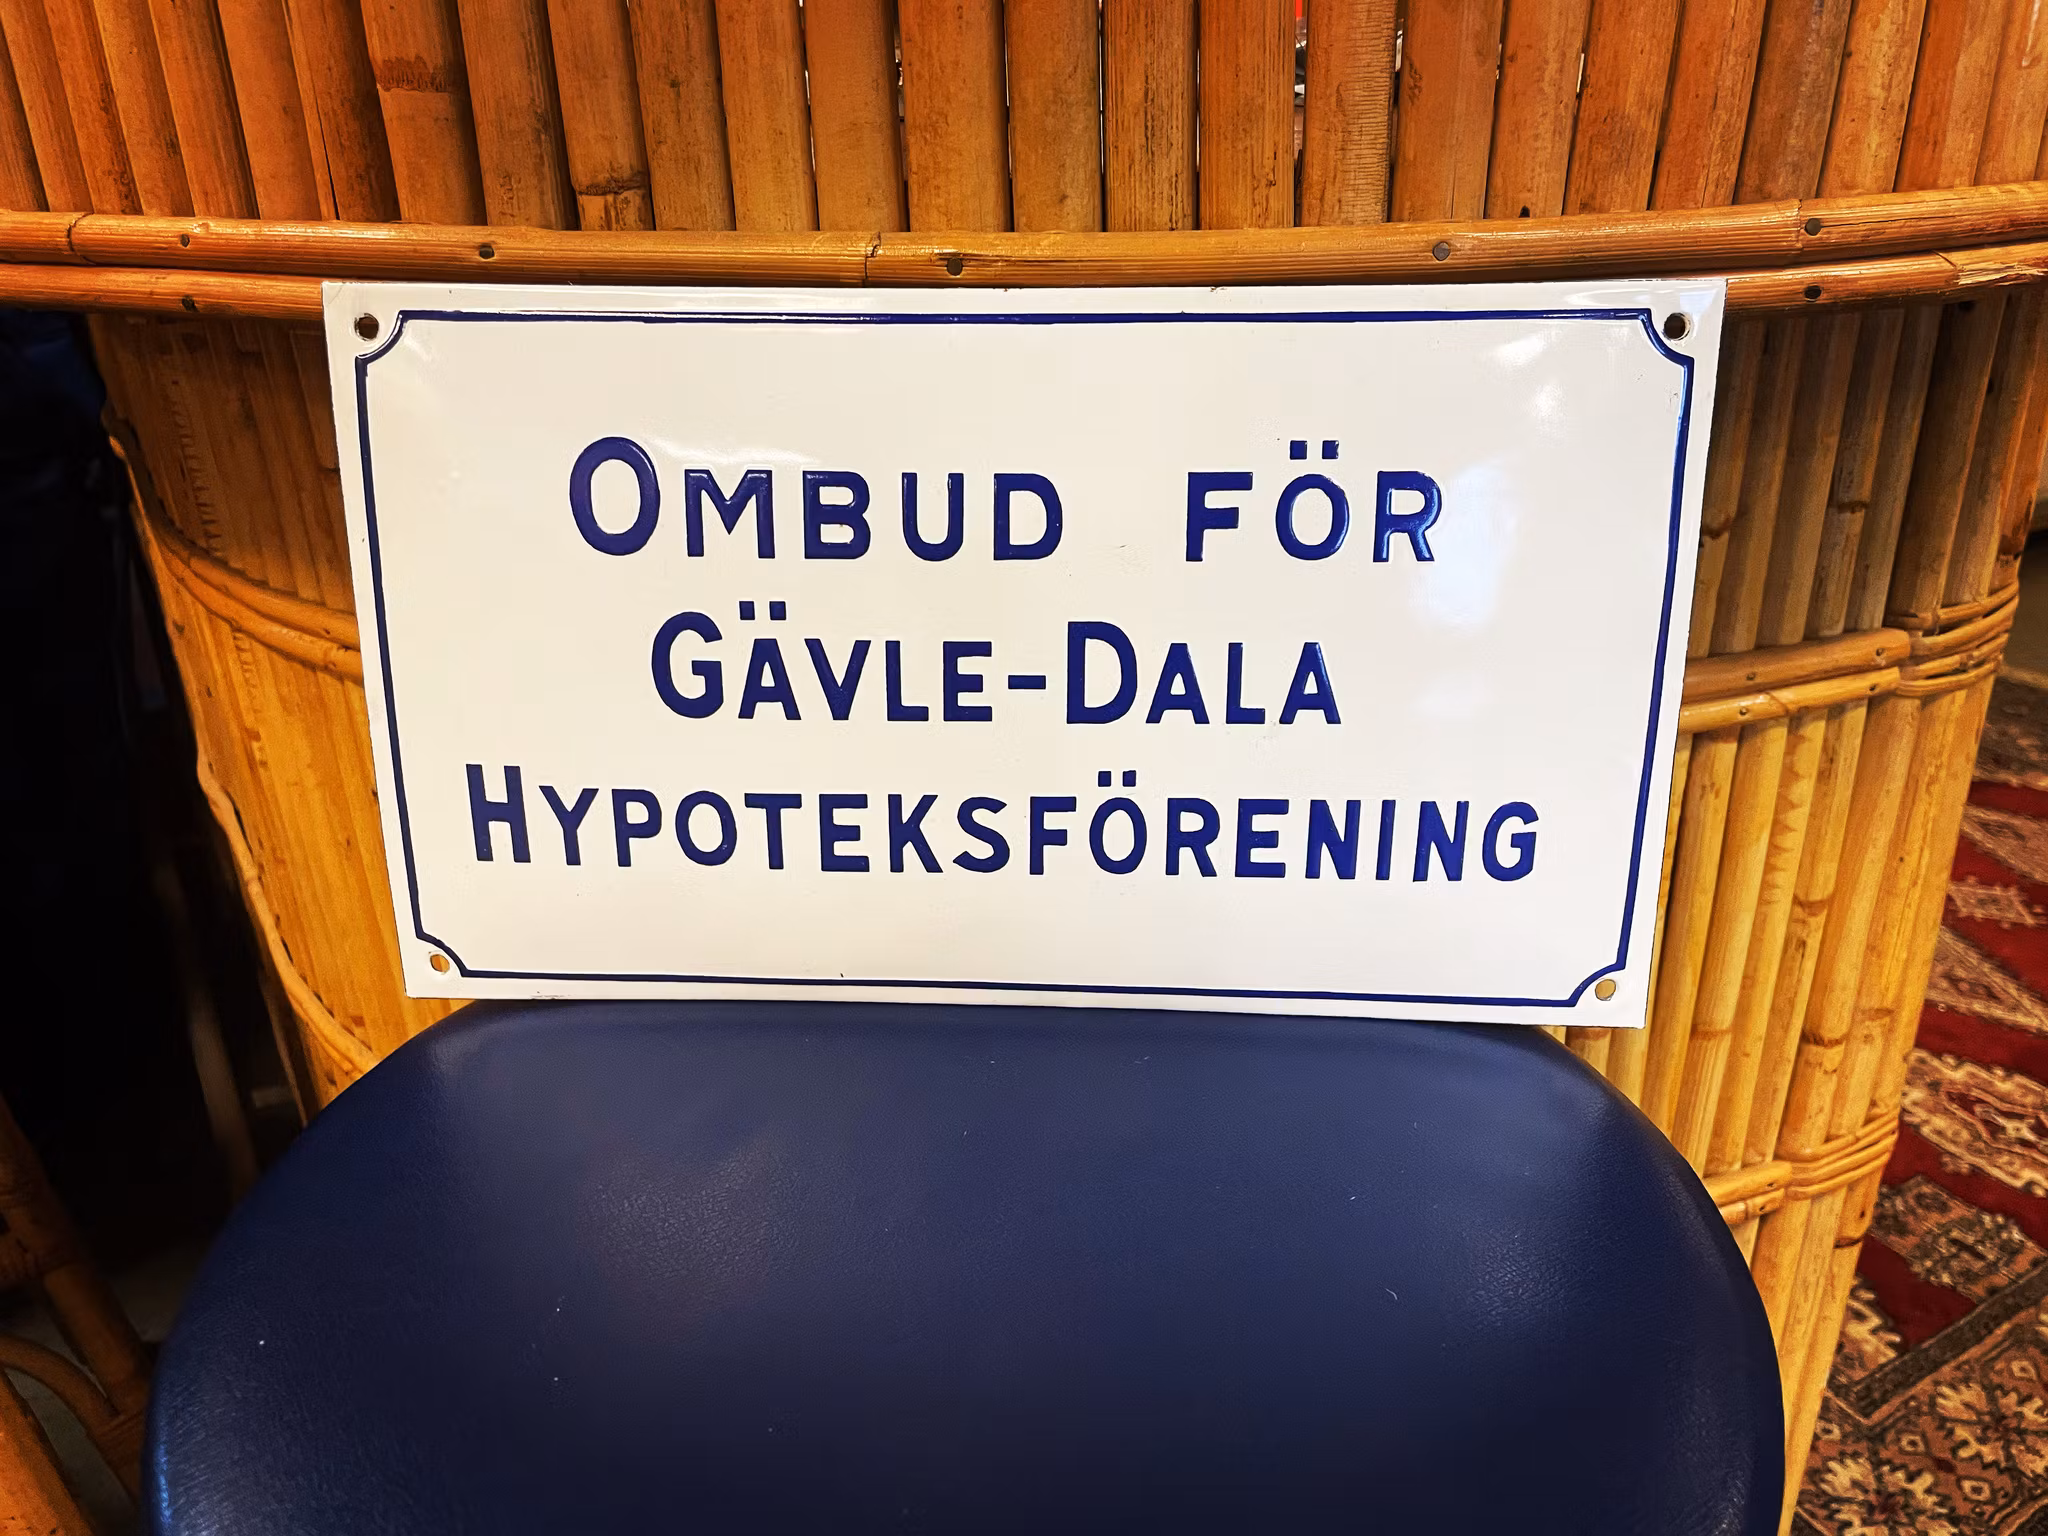 OMBUD FÖR
GÄVLE-DALA
HYPOTEKSFÖRENING